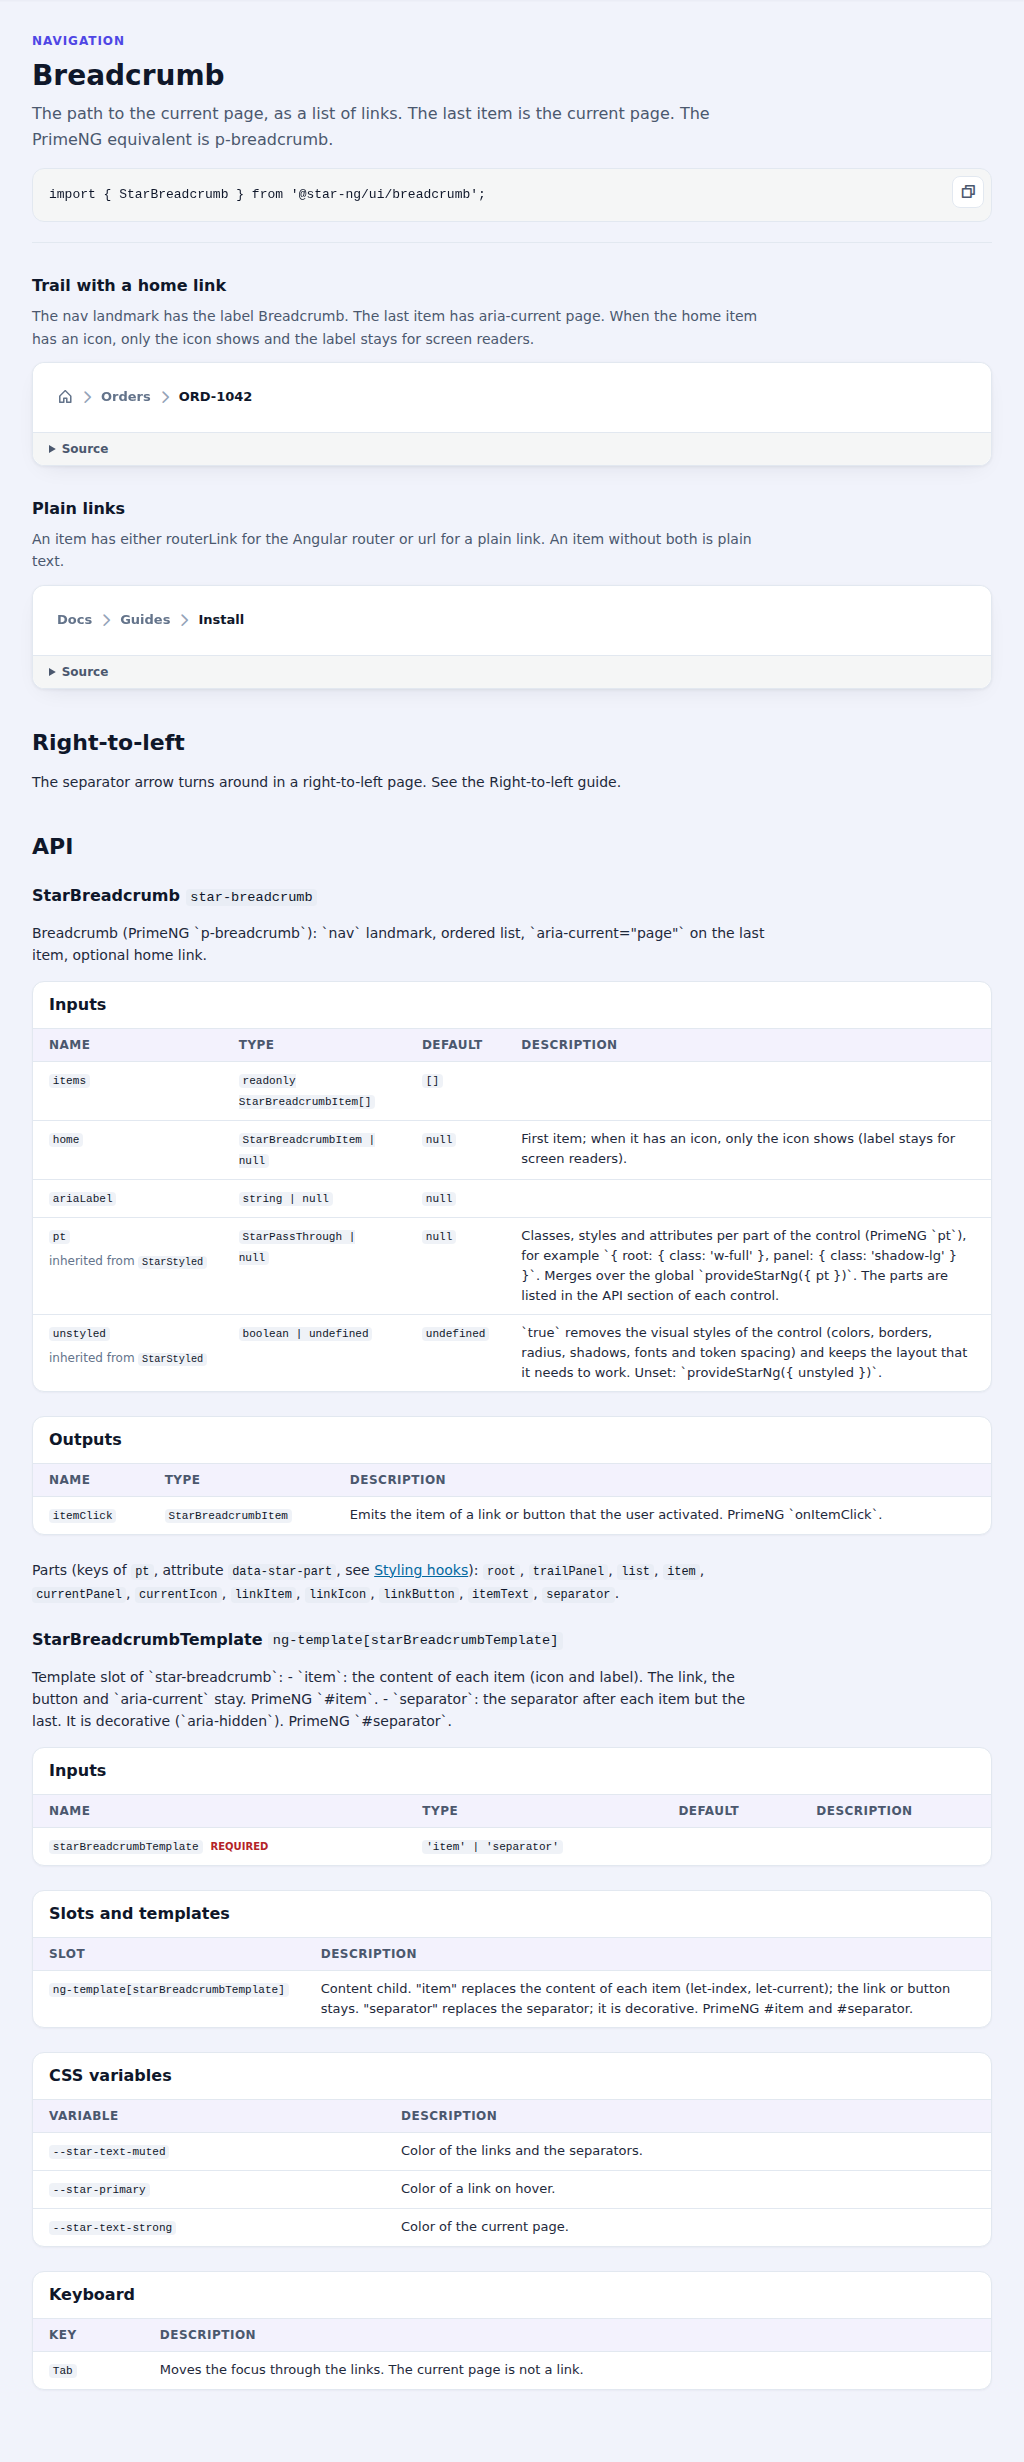 NAVIGATION
Breadcrumb
The path to the current page, as a list of links. The last item is the current page. The
PrimeNG equivalent is p-breadcrumb.
import { StarBreadcrumb } from '@star-ng/ui/breadcrumb';
Trail with a home link
The nav landmark has the label Breadcrumb. The last item has aria-current page. When the home item
has an icon, only the icon shows and the label stays for screen readers.
Orders ORD-1042
Source
Plain links
An item has either routerLink for the Angular router or url for a plain link. An item without both is plain
text.
Docs Guides Install
Source
Right-to-left
The separator arrow turns around in a right-to-left page. See the Right-to-left guide.
API
StarBreadcrumb star-breadcrumb
Breadcrumb (PrimeNG `p-breadcrumb`): `nav` landmark, ordered list, `aria-current="page"` on the last
item, optional home link.
Inputs
NAME TYPE DEFAULT DESCRIPTION
items readonly []
StarBreadcrumbItem[]
home StarBreadcrumbItem | null First item; when it has an icon, only the icon shows (label stays for
null screen readers).
ariaLabel string | null null
pt StarPassThrough | null Classes, styles and attributes per part of the control (PrimeNG `pt`),
inherited from StarStyled null for example `{ root: { class: 'w-full' }, panel: { class: 'shadow-lg' }
}`. Merges over the global `provideStarNg({ pt })`. The parts are
listed in the API section of each control.
unstyled boolean | undefined undefined `true` removes the visual styles of the control (colors, borders,
inherited from StarStyled radius, shadows, fonts and token spacing) and keeps the layout that
it needs to work. Unset: `provideStarNg({ unstyled })`.
Outputs
NAME TYPE DESCRIPTION
itemClick StarBreadcrumbItem Emits the item of a link or button that the user activated. PrimeNG `onItemClick`.
Parts (keys of pt, attribute data-star-part, see Styling hooks): root, trailPanel, list, item,
currentPanel, currentIcon, linkItem, linkIcon, linkButton, itemText, separator.
StarBreadcrumbTemplate ng-template[starBreadcrumbTemplate]
Template slot of `star-breadcrumb`: - `item`: the content of each item (icon and label). The link, the
button and `aria-current` stay. PrimeNG `#item`. - `separator`: the separator after each item but the
last. It is decorative (`aria-hidden`). PrimeNG `#separator`.
Inputs
NAME TYPE DEFAULT DESCRIPTION
starBreadcrumbTemplate REQUIRED 'item' | 'separator'
Slots and templates
SLOT DESCRIPTION
ng-template[starBreadcrumbTemplate] Content child. "item" replaces the content of each item (let-index, let-current); the link or button
stays. "separator" replaces the separator; it is decorative. PrimeNG #item and #separator.
CSS variables
VARIABLE DESCRIPTION
--star-text-muted Color of the links and the separators.
--star-primary Color of a link on hover.
--star-text-strong Color of the current page.
Keyboard
KEY DESCRIPTION
Tab Moves the focus through the links. The current page is not a link.